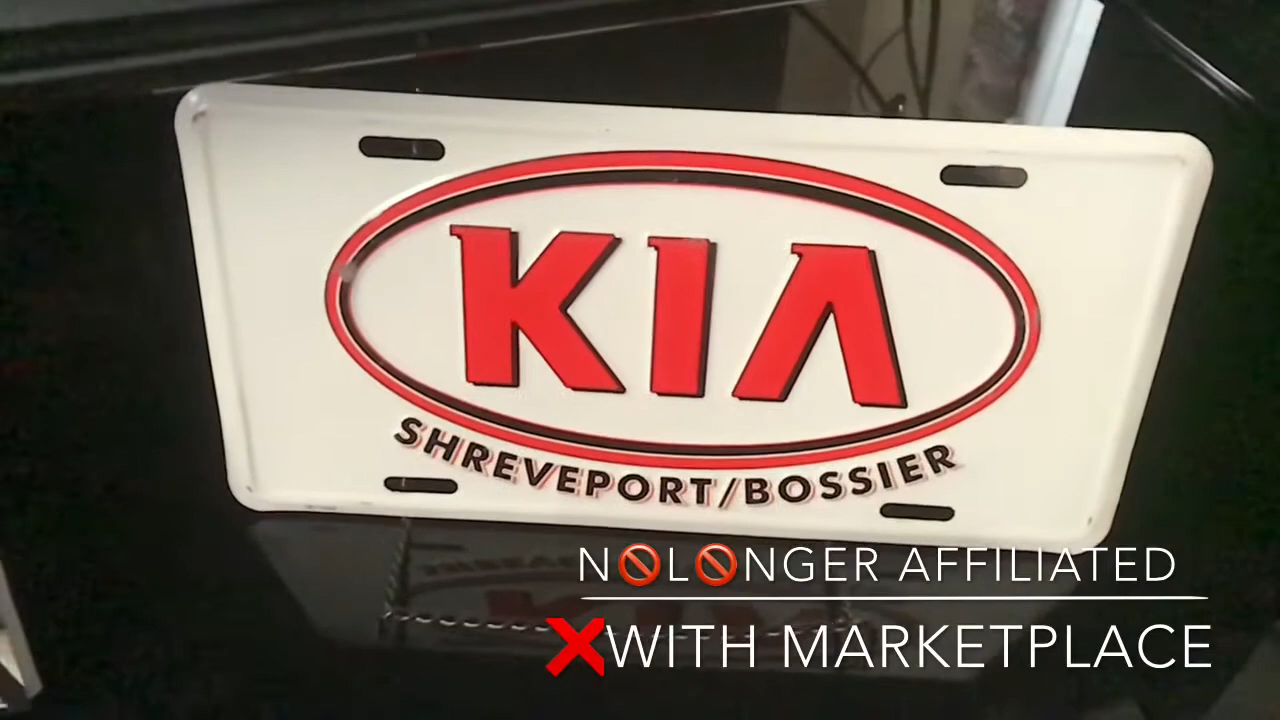 KIA
SHREVEPORT/BOSSIER
N🚫L🚫NGER AFFILIATED
❌WITH MARKETPLACE